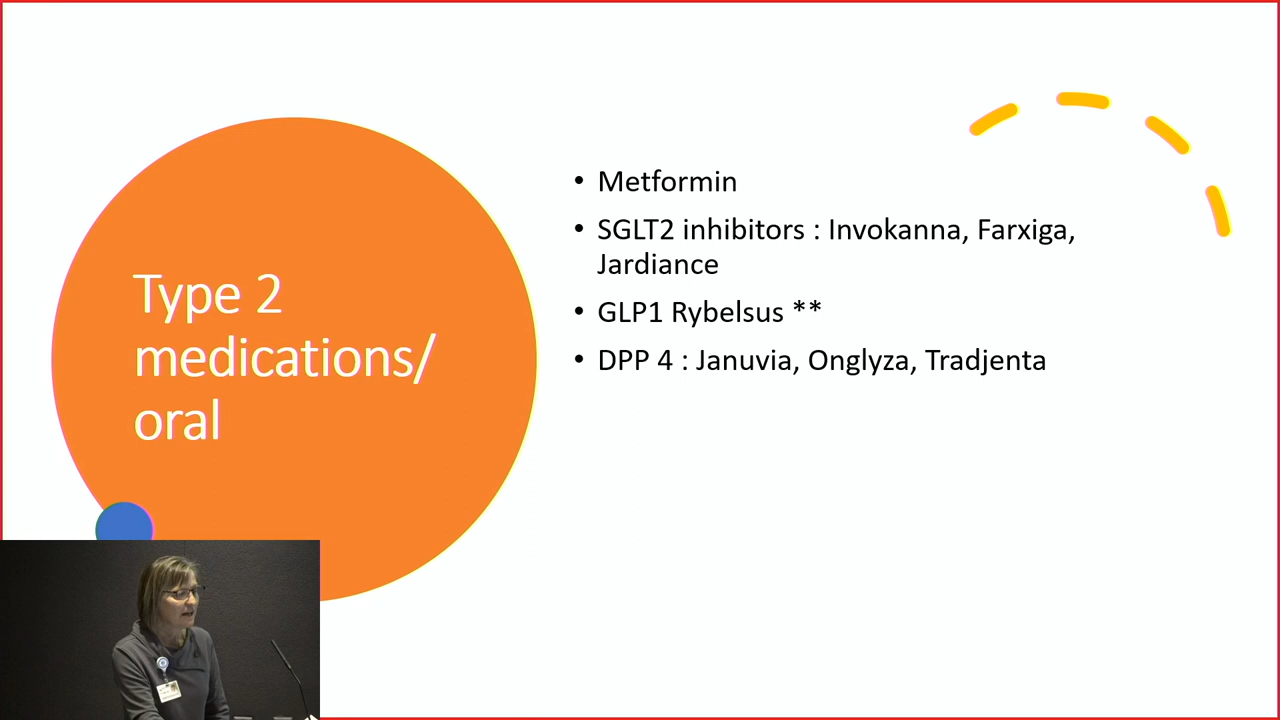 Type 2
medications/
oral
• Metformin
• SGLT2 inhibitors : Invokanna, Farxiga,
Jardiance
• GLP1 Rybelsus **
• DPP 4 : Januvia, Onglyza, Tradjenta